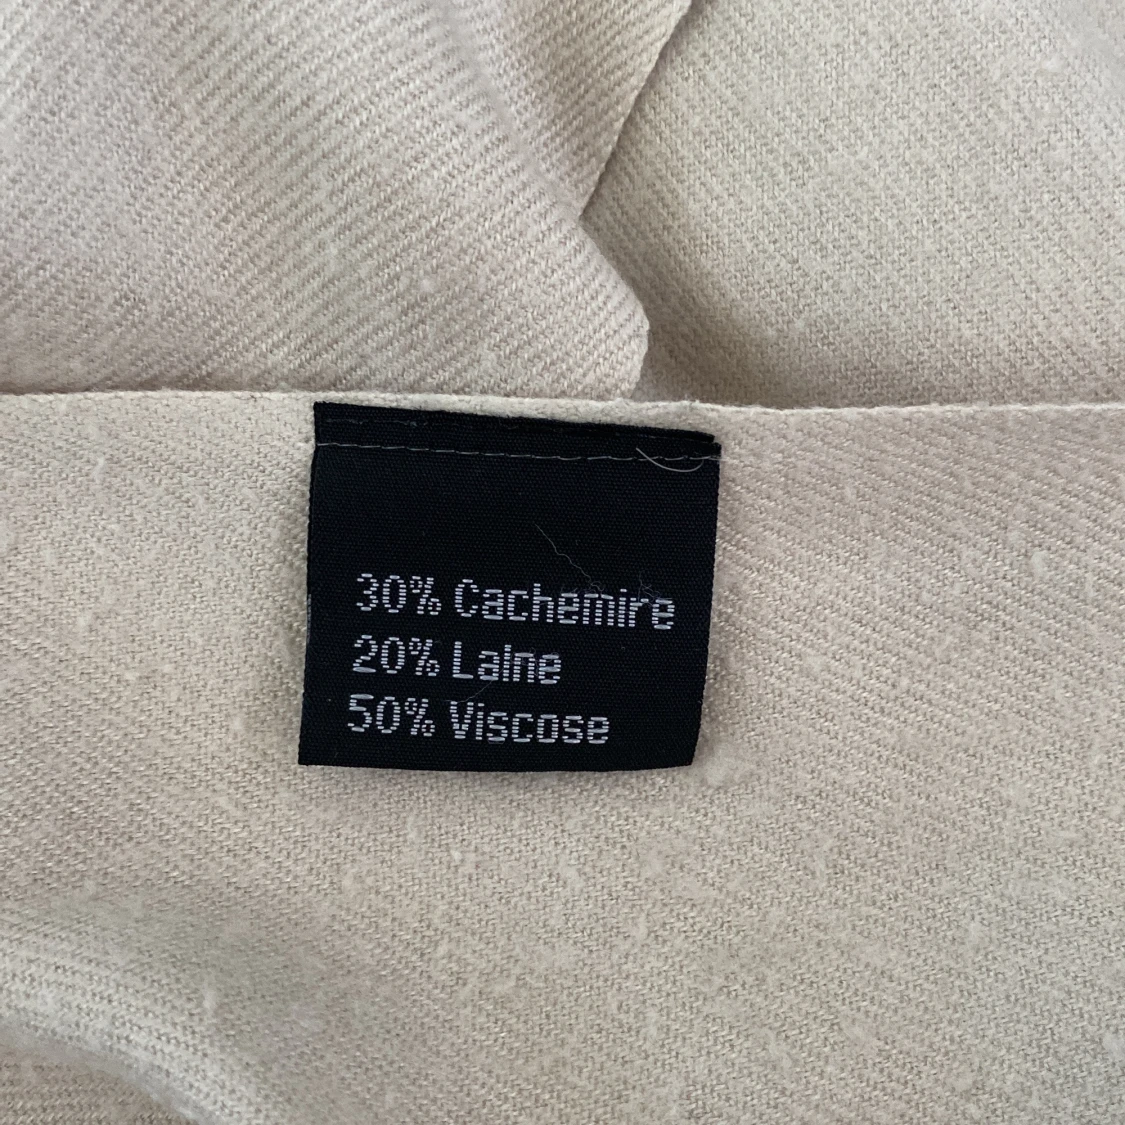 30% Cachemire
20% Laine
50% Viscose